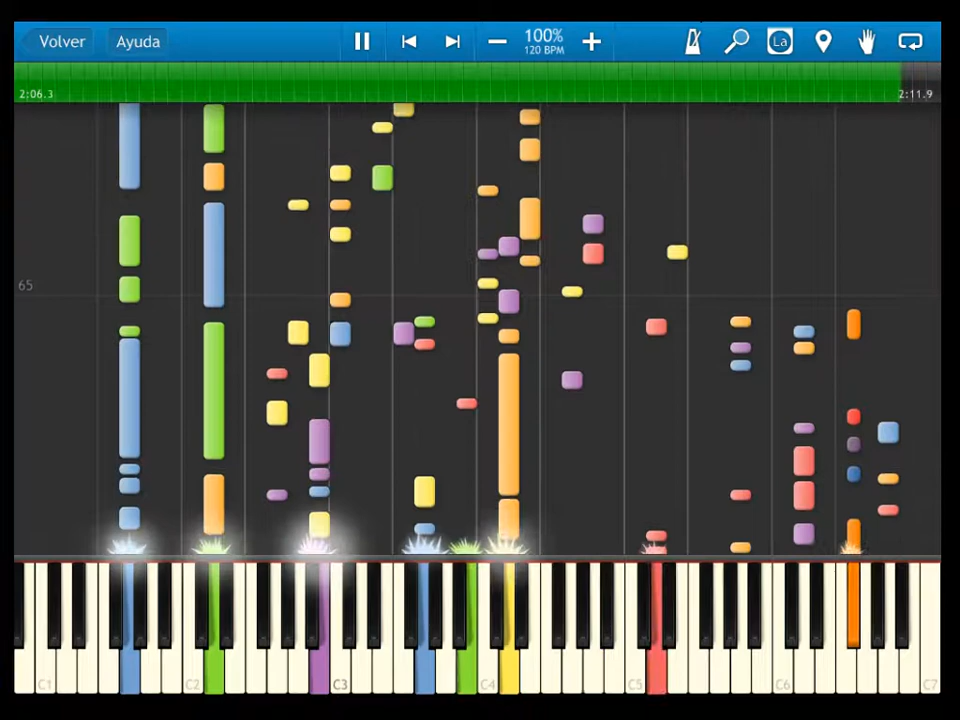 Volver Ayuda 100% La
120 BPM
2:06.3 2:11.9
65
C1 C2 C3 C4 C5 C6 C7